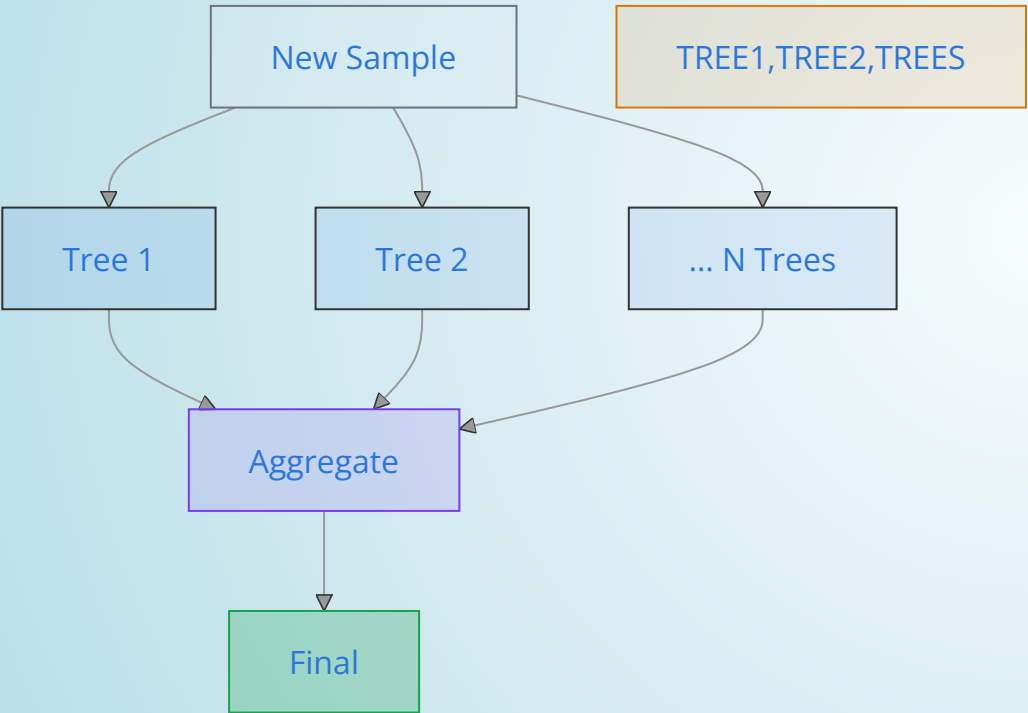 New Sample
TREE1,TREE2,TREES
Tree 1
Tree 2
... N Trees
Aggregate
Final